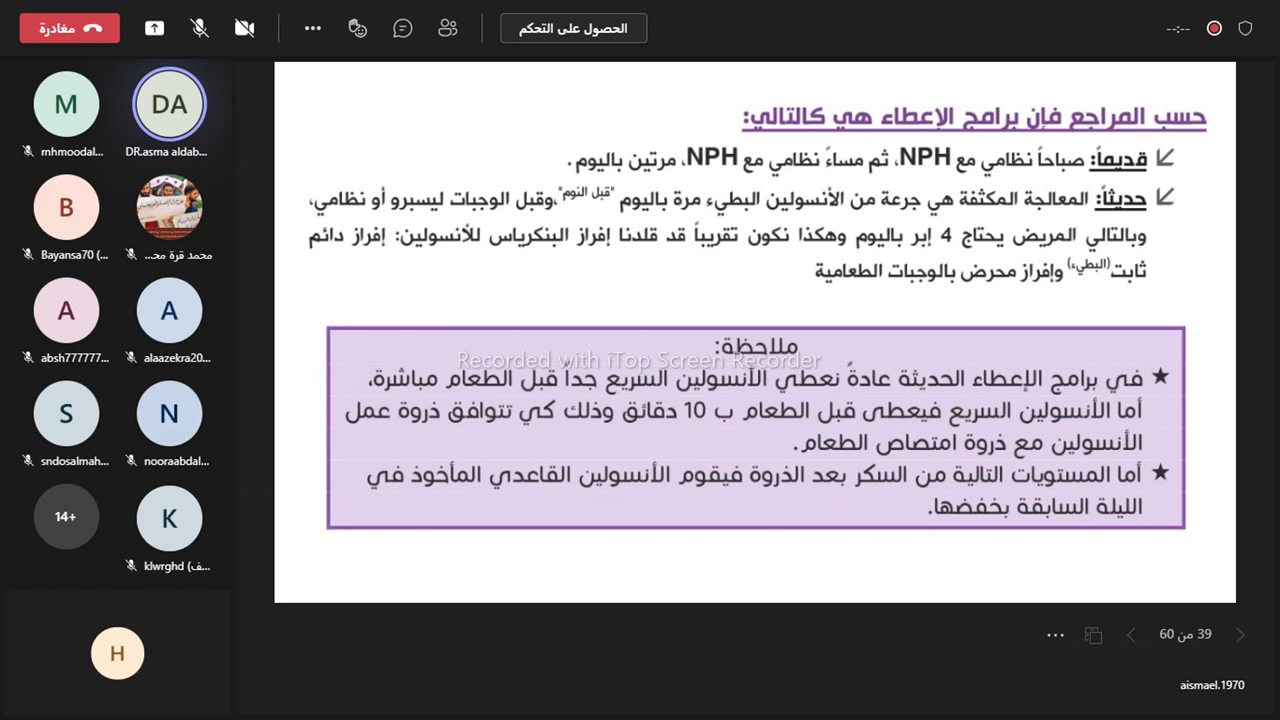 مغادرة
الحصول على التحكم
--:--
M
DA
mhmoodal...
DR.asma aldab...
B
Bayansa70 (...
محمد قرة مح...
A
A
absh777777...
alaazekra20...
S
N
sndosalmah...
nooraabdal...
14+
K
klwrghd (ف...
H
حسب المراجع فإن برامج الإعطاء هي كالتالي:
قديماً: صباحاً نظامي مع NPH، ثم مساءً نظامي مع NPH، مرتين باليوم .
حديثاً: المعالجة المكثفة هي جرعة من الأنسولين البطيء مرة باليوم "قبل النوم"،وقبل الوجبات ليسبرو أو نظامي،
وبالتالي المريض يحتاج 4 إبر باليوم وهكذا نكون تقريباً قد قلدنا إفراز البنكرياس للأنسولين: إفراز دائم
ثابت(البطيء) وإفراز محرض بالوجبات الطعامية
ملاحظة:
Recorded with iTop Screen Recorder
★ في برامج الإعطاء الحديثة عادةً نعطي الأنسولين السريع جداً قبل الطعام مباشرة،
أما الأنسولين السريع فيعطى قبل الطعام ب 10 دقائق وذلك كي تتوافق ذروة عمل
الأنسولين مع ذروة امتصاص الطعام.
★ أما المستويات التالية من السكر بعد الذروة فيقوم الأنسولين القاعدي المأخوذ في
الليلة السابقة بخفضها.
39 من 60
aismael.1970